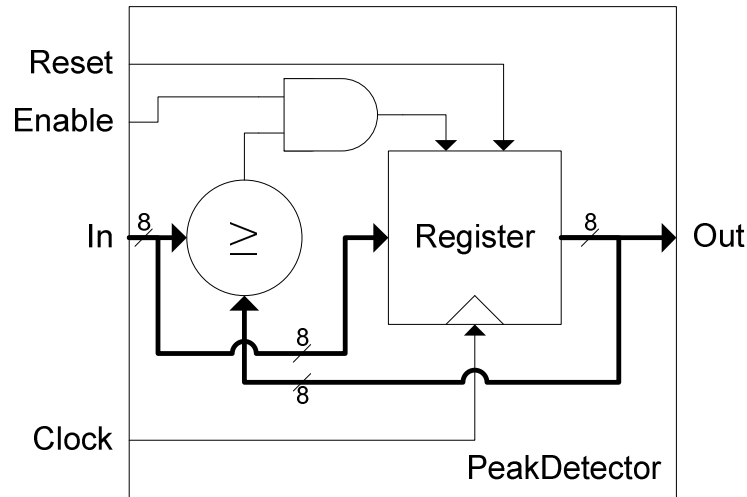 Reset
Enable
8
In
≥
Register
8
Out
8
8
Clock
PeakDetector